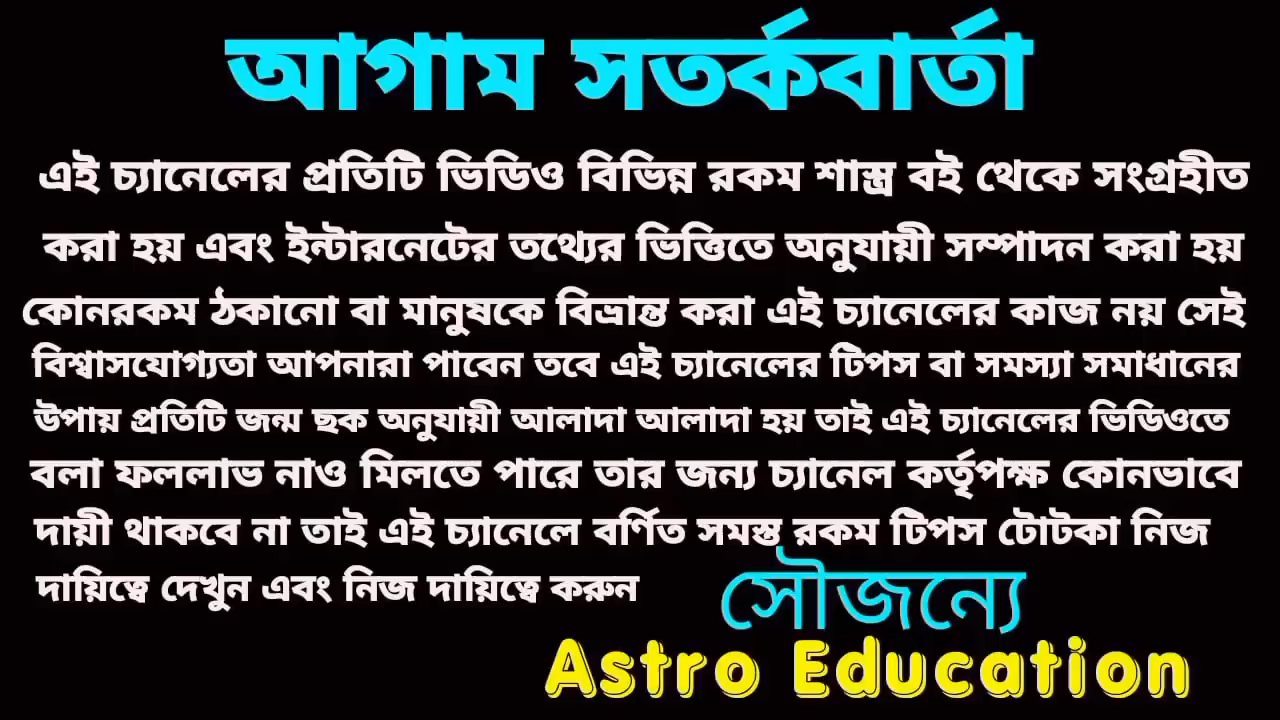 আগাম সতর্কবার্তা
এই চ্যানেলের প্রতিটি ভিডিও বিভিন্ন রকম শাস্ত্র বই থেকে সংগ্রহীত
করা হয় এবং ইন্টারনেটের তথ্যের ভিত্তিতে অনুযায়ী সম্পাদন করা হয়
কোনরকম ঠকানো বা মানুষকে বিভ্রান্ত করা এই চ্যানেলের কাজ নয় সেই
বিশ্বাসযোগ্যতা আপনারা পাবেন তবে এই চ্যানেলের টিপস বা সমস্যা সমাধানের
উপায় প্রতিটি জন্ম ছক অনুযায়ী আলাদা আলাদা হয় তাই এই চ্যানেলের ভিডিওতে
বলা ফললাভ নাও মিলতে পারে তার জন্য চ্যানেল কর্তৃপক্ষ কোনভাবে
দায়ী থাকবে না তাই এই চ্যানেলে বর্ণিত সমস্ত রকম টিপস টোটকা নিজ
দায়িত্বে দেখুন এবং নিজ দায়িত্বে করুন
সৌজন্যে
Astro Education